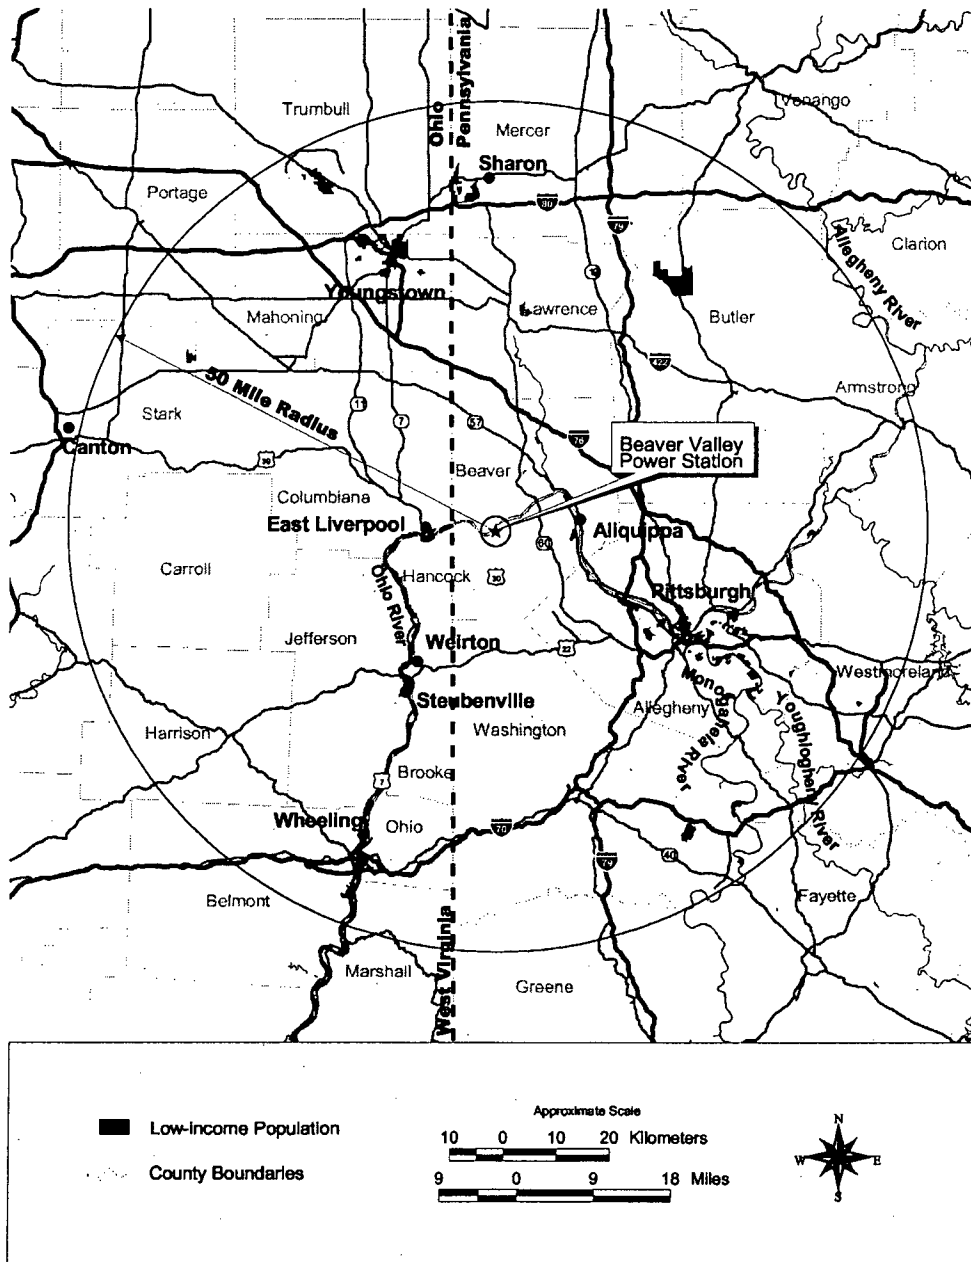 Venango
Trumbull
Ohio
Pennsylvania
Mercer
Sharon
Portage
80
79
Clarion
Allegheny River
Youngstown
Mahoning
Lawrence
Butler
422
Armstrong
50 Mile Radius
Stark
11
7
57
76
Beaver Valley
Power Station
Canton
30
Beaver
Columbiana
East Liverpool
Aliquippa
60
Carroll
Ohio River
Hancock
30
Pittsburgh
Jefferson
Weirton
22
Westmoreland
Steubenville
Monongahela River
Allegheny
Youghlogheny River
Harrison
Washington
Brooke
7
Wheeling
Ohio
70
40
79
Belmont
Fayette
West Virginia
Marshall
Greene
Low-income Population
County Boundaries
Approximate Scale
10 0 10 20 Kilometers
9 0 9 18 Miles
N
W E
S